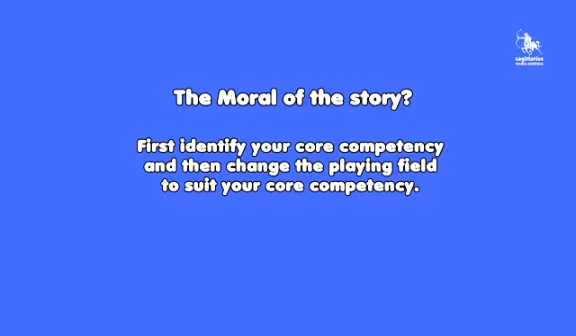 sagittarius
The Moral of the story?
First identify your core competency
and then change the playing field
to suit your core competency.